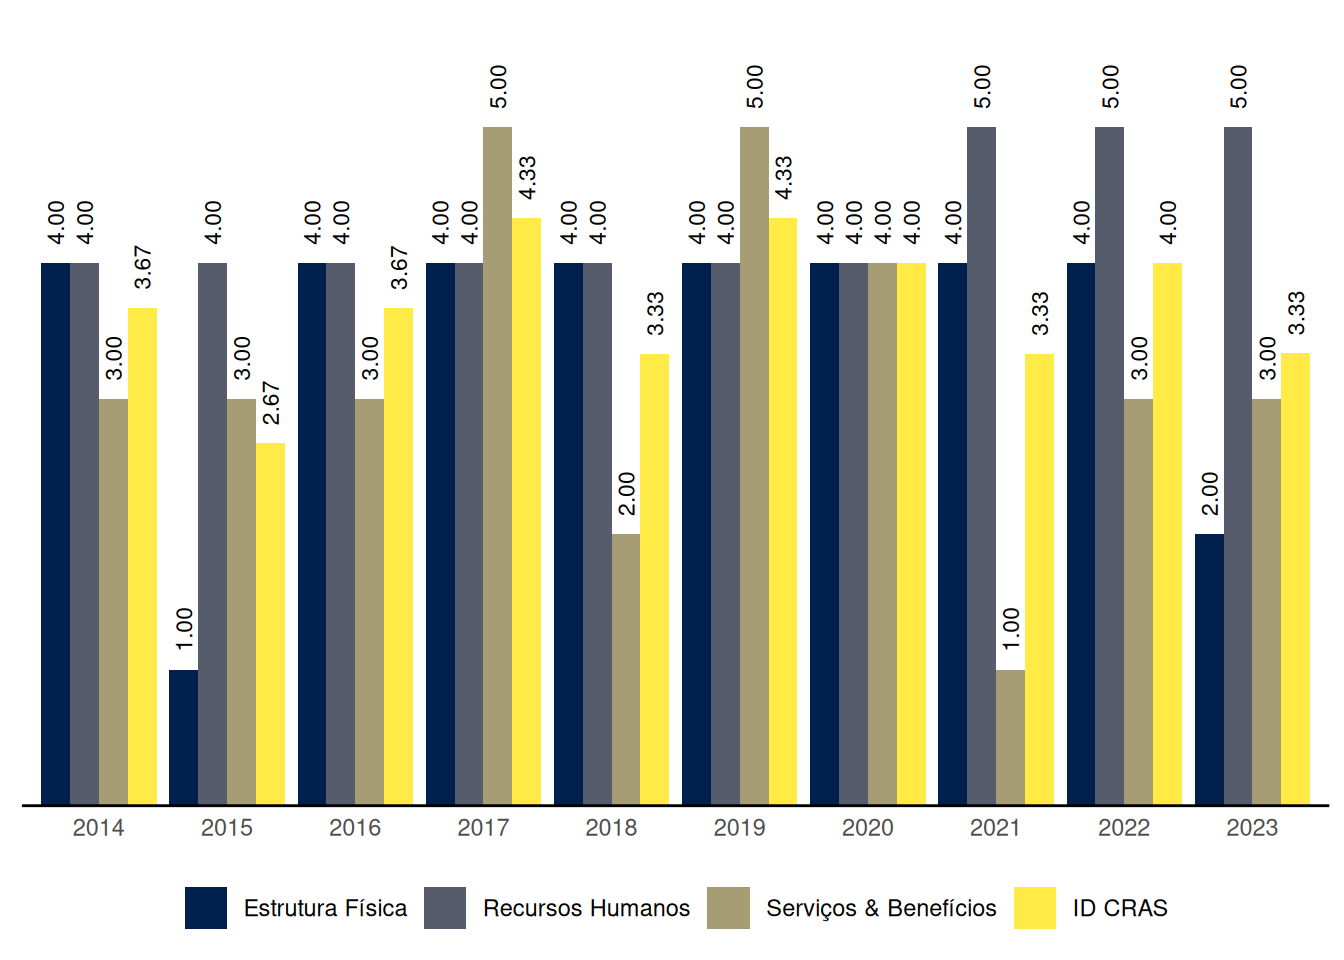 4.00 4.00 3.00 3.67
1.00 4.00 3.00 2.67
4.00 4.00 3.00 3.67
4.00 4.00 5.00 4.33
4.00 4.00 2.00 3.33
4.00 4.00 5.00 4.33
4.00 4.00 4.00 4.00
4.00 5.00 1.00 3.33
4.00 5.00 3.00 4.00
2.00 5.00 3.00 3.33
2014 2015 2016 2017 2018 2019 2020 2021 2022 2023
Estrutura Física Recursos Humanos Serviços & Benefícios ID CRAS